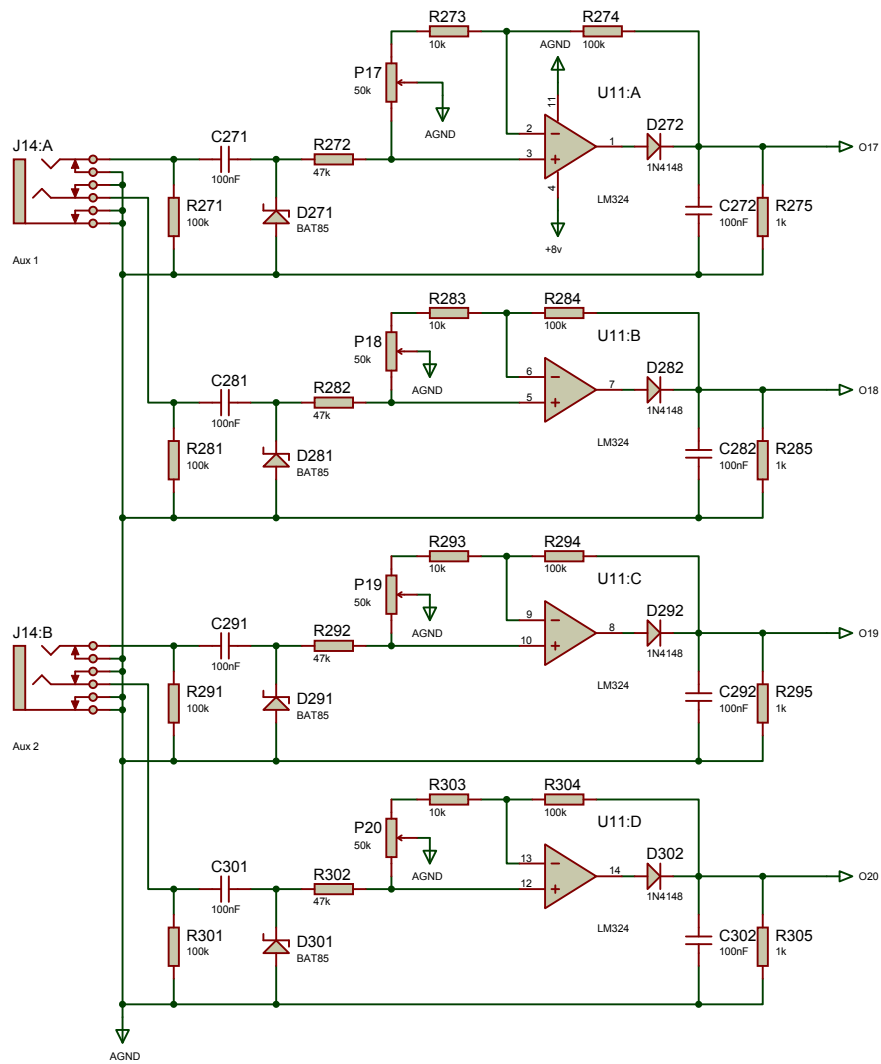 R273
10k
R274
100k
AGND
P17
50k
AGND
11
U11:A
2
3
1
4
LM324
+8v
D272
1N4148
O17
J14:A
C271
100nF
R272
47k
R271
100k
D271
BAT85
C272
100nF
R275
1k
Aux 1
R283
10k
R284
100k
P18
50k
AGND
U11:B
6
5
7
LM324
D282
1N4148
O18
C281
100nF
R282
47k
R281
100k
D281
BAT85
C282
100nF
R285
1k
R293
10k
R294
100k
P19
50k
AGND
U11:C
9
10
8
LM324
D292
1N4148
O19
J14:B
C291
100nF
R292
47k
R291
100k
D291
BAT85
C292
100nF
R295
1k
Aux 2
R303
10k
R304
100k
P20
50k
AGND
U11:D
13
12
14
LM324
D302
1N4148
O20
C301
100nF
R302
47k
R301
100k
D301
BAT85
C302
100nF
R305
1k
AGND